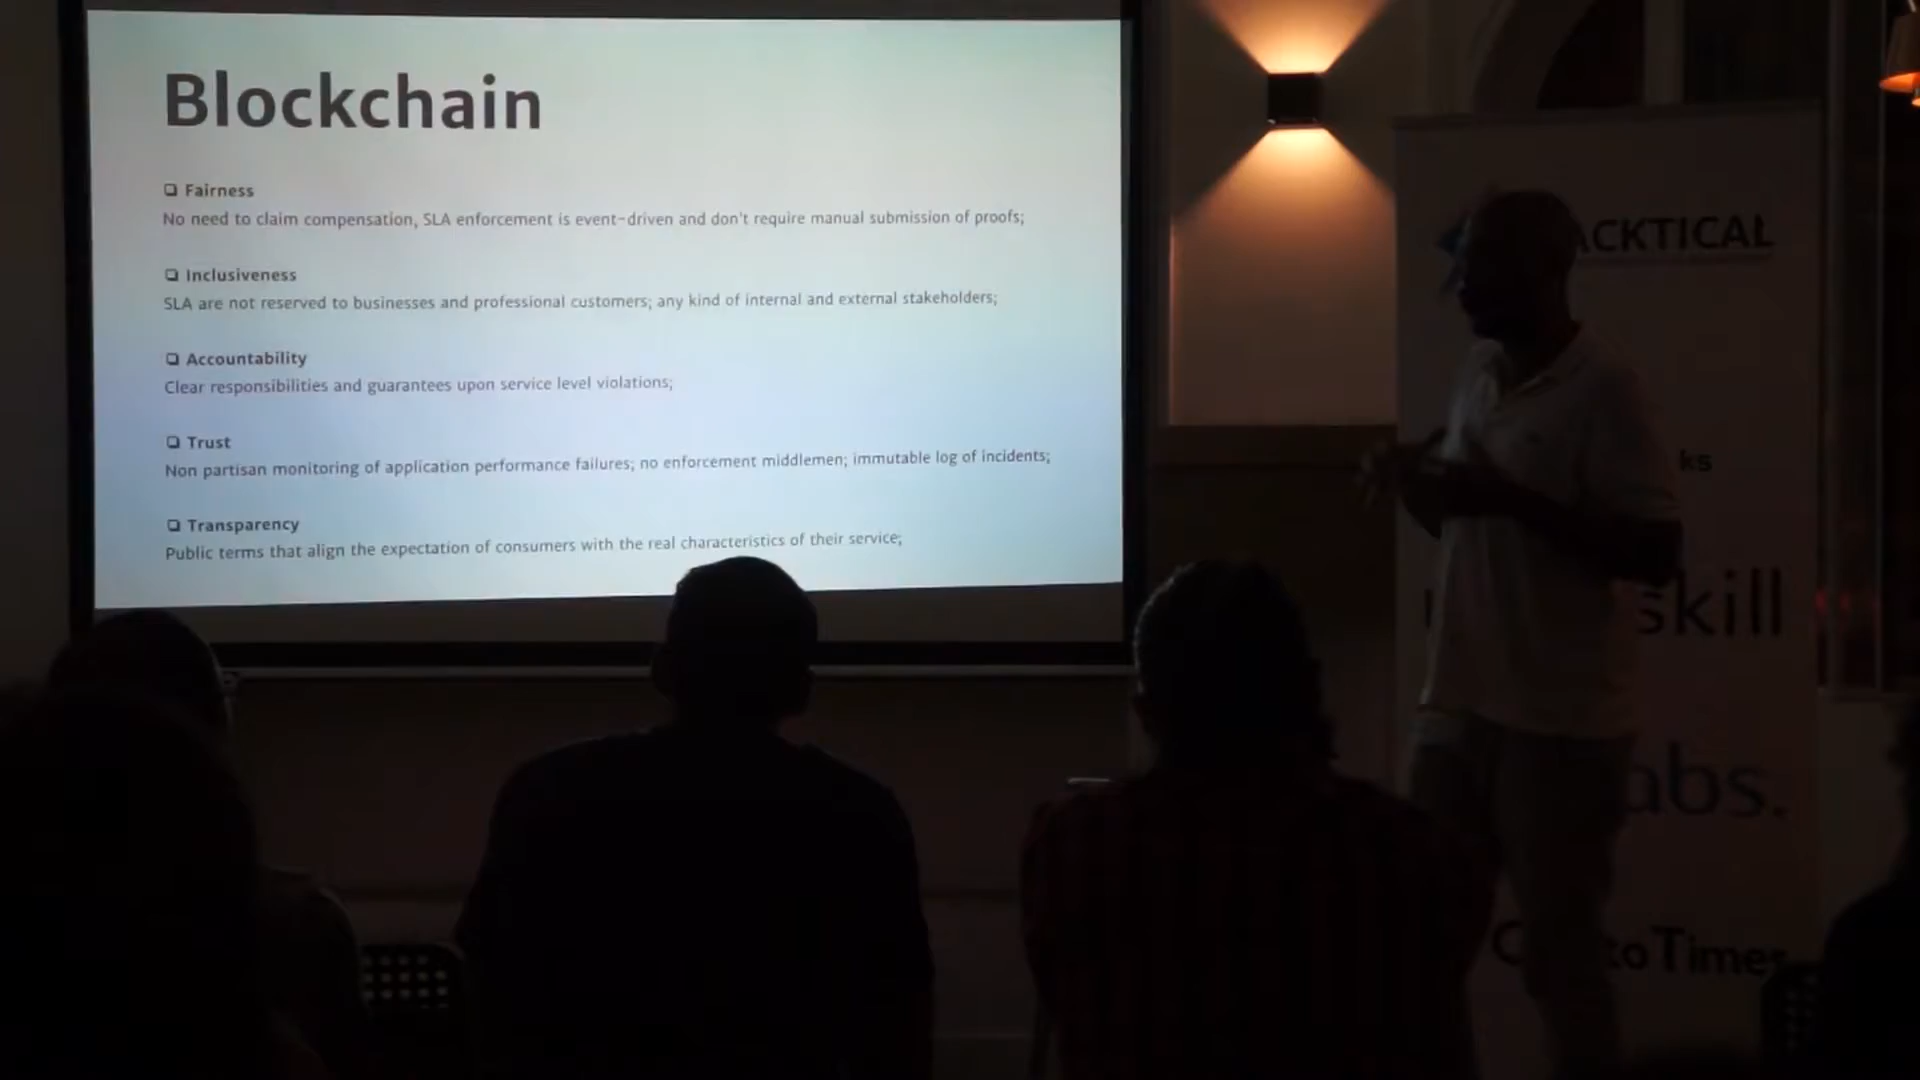 Blockchain
❏ Fairness
No need to claim compensation, SLA enforcement is event-driven and don't require manual submission of proofs;
❏ Inclusiveness
SLA are not reserved to businesses and professional customers; any kind of internal and external stakeholders;
❏ Accountability
Clear responsibilities and guarantees upon service level violations;
❏ Trust
Non partisan monitoring of application performance failures; no enforcement middlemen; immutable log of incidents;
❏ Transparency
Public terms that align the expectation of consumers with the real characteristics of their service;
ACKTICAL
ks
skill
abs.
toTimes